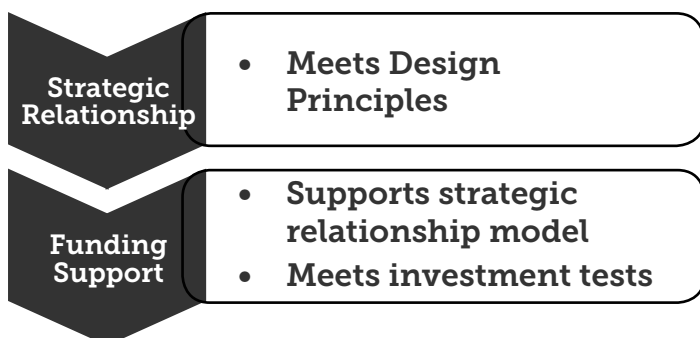 Strategic
Relationship
• Meets Design
Principles
Funding
Support
• Supports strategic
relationship model
• Meets investment tests